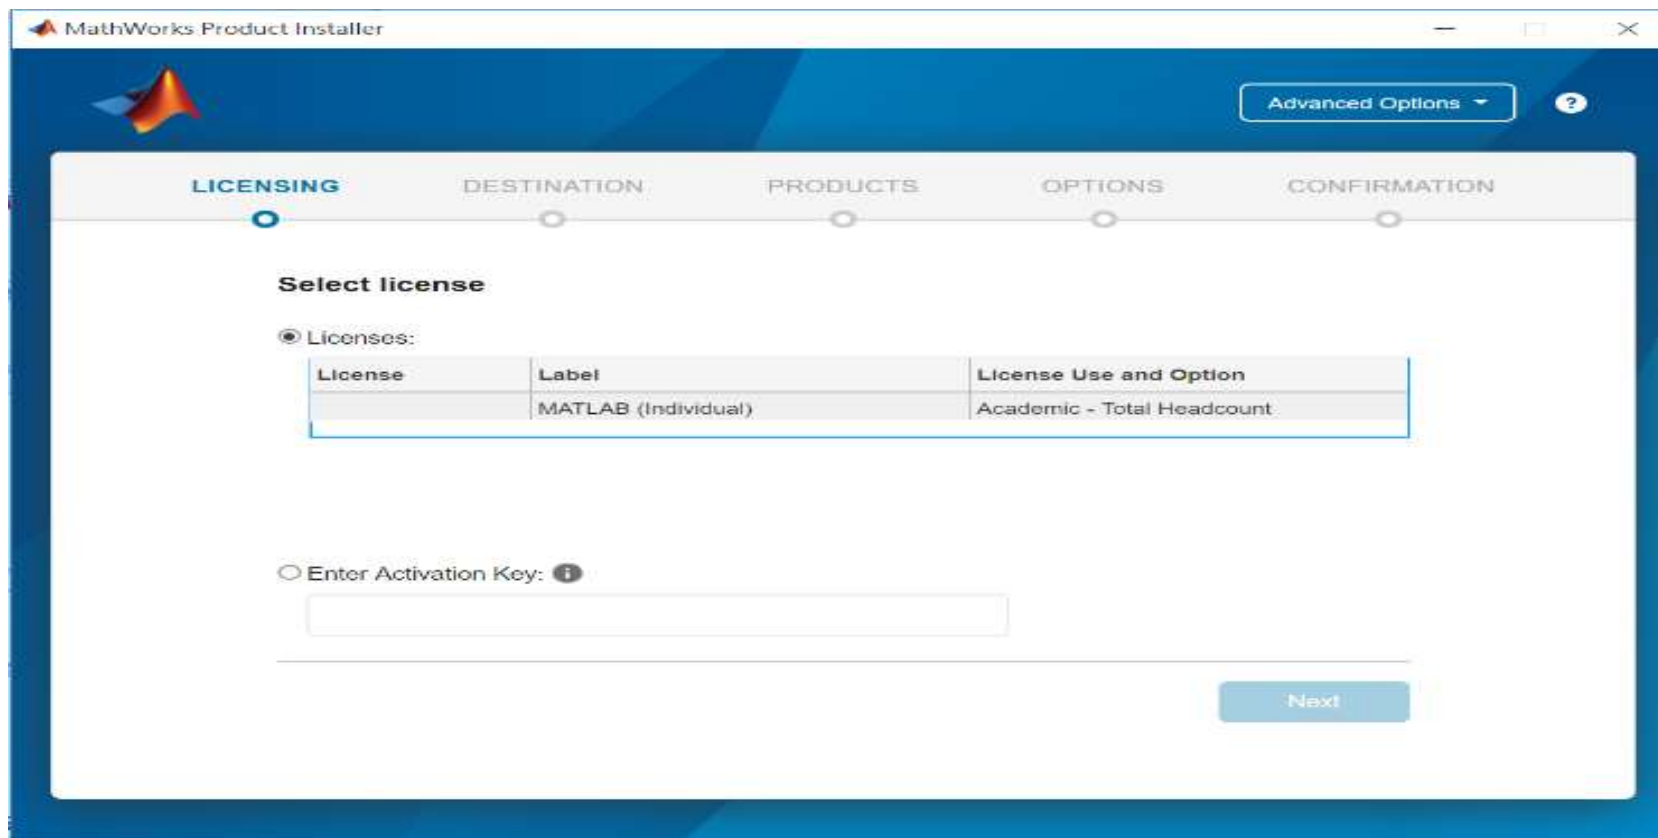 MathWorks Product Installer
Advanced Options
?
LICENSING DESTINATION PRODUCTS OPTIONS CONFIRMATION
Select license
Licenses:
License Label License Use and Option
MATLAB (Individual) Academic - Total Headcount
Enter Activation Key: i
Next